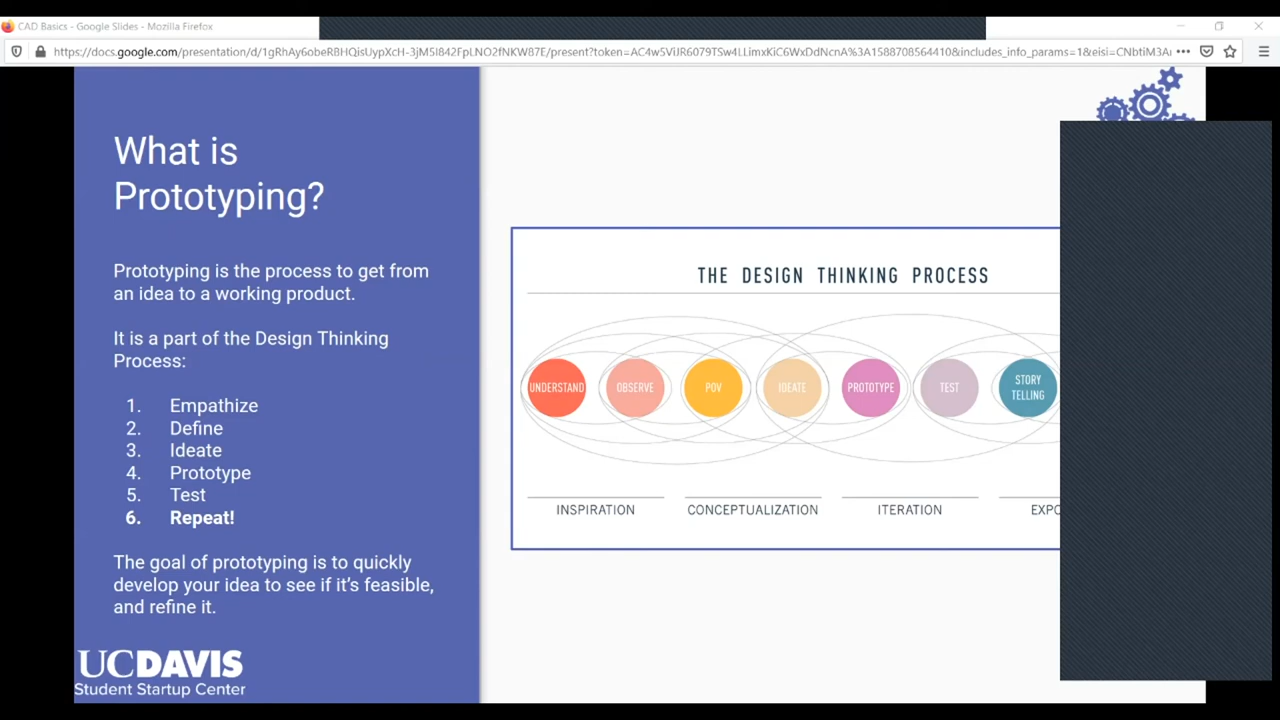 CAD Basics - Google Slides - Mozilla Firefox
https://docs.google.com/presentation/d/1gRhAy6obeR8HQisUypXcH-3jM5I842FpLNO2fNKW87E/present?token=AC4w5ViJR6079TSw4LLimxKiC6WxDdNcnA%3A1588708564410&includes_info_params=1&eisi=CNbtiM3A
What is
Prototyping?
Prototyping is the process to get from
an idea to a working product.
It is a part of the Design Thinking
Process:
1. Empathize
2. Define
3. Ideate
4. Prototype
5. Test
6. Repeat!
The goal of prototyping is to quickly
develop your idea to see if it's feasible,
and refine it.
UCDAVIS
Student Startup Center
THE DESIGN THINKING PROCESS
UNDERSTAND
OBSERVE
POV
IDEATE
PROTOTYPE
TEST
STORY
TELLING
INSPIRATION
CONCEPTUALIZATION
ITERATION
EXPO